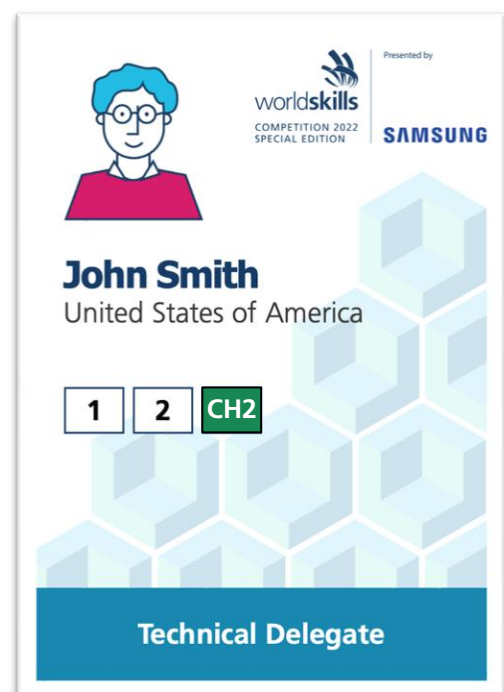 Presented by
worldskills
COMPETITION 2022
SPECIAL EDITION
SAMSUNG
John Smith
United States of America
1 2 CH2
Technical Delegate